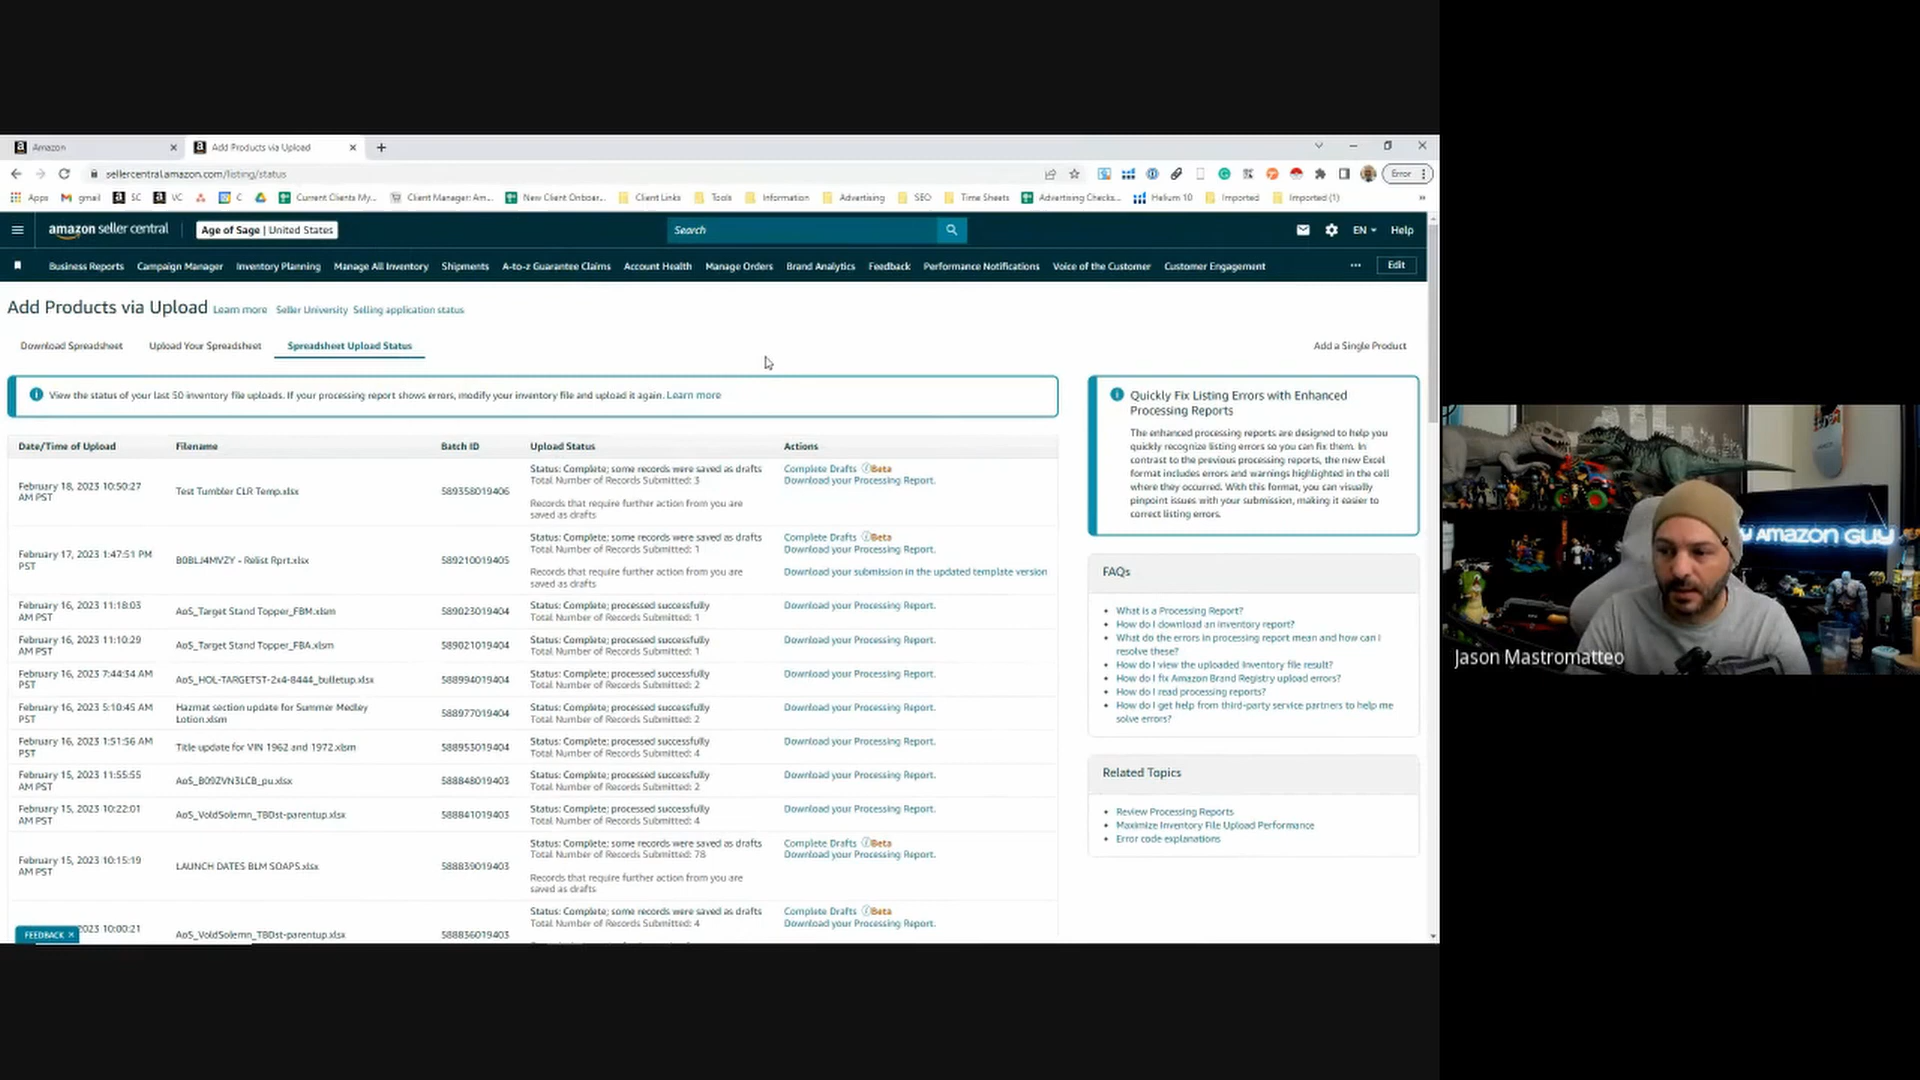 Amazon
Add Products via Upload
sellercentral.amazon.com/listing/status
Error
Apps
gmail
SC
VC
C
Current Clients My...
Client Manager: Am...
New Client Onboar...
Client Links
Tools
Information
Advertising
SEO
Time Sheets
Advertising Checks...
Helium 10
Imported
Imported (1)
amazon seller central
Age of Sage | United States
Search
EN
Help
Business Reports
Campaign Manager
Inventory Planning
Manage All Inventory
Shipments
A-to-z Guarantee Claims
Account Health
Manage Orders
Brand Analytics
Feedback
Performance Notifications
Voice of the Customer
Customer Engagement
Edit
Add Products via Upload Learn more Seller University Selling application status
Download Spreadsheet
Upload Your Spreadsheet
Spreadsheet Upload Status
Add a Single Product
View the status of your last 50 inventory file uploads. If your processing report shows errors, modify your inventory file and upload it again. Learn more
Date/Time of Upload Filename Batch ID Upload Status Actions
February 18, 2023 10:50:27
AM PST
Test Tumbler CLR Temp.xlsx
589358019406
Status: Complete; some records were saved as drafts
Total Number of Records Submitted: 3
Records that require further action from you are
saved as drafts
Complete Drafts Beta
Download your Processing Report.
February 17, 2023 1:47:51 PM
PST
B0BLJ4MVZY - Relist Rprt.xlsx
589210019405
Status: Complete; some records were saved as drafts
Total Number of Records Submitted: 1
Records that require further action from you are
saved as drafts
Complete Drafts Beta
Download your Processing Report.
Download your submission in the updated template version
February 16, 2023 11:18:03
AM PST
AoS_Target Stand Topper_FBM.xlsm
589023019404
Status: Complete; processed successfully
Total Number of Records Submitted: 1
Download your Processing Report.
February 16, 2023 11:10:29
AM PST
AoS_Target Stand Topper_FBA.xlsm
589021019404
Status: Complete; processed successfully
Total Number of Records Submitted: 1
Download your Processing Report.
February 16, 2023 7:44:34 AM
PST
AoS_HOL-TARGETST-2x4-8444_bulletup.xlsx
588994019404
Status: Complete; processed successfully
Total Number of Records Submitted: 2
Download your Processing Report.
February 16, 2023 5:10:45 AM
PST
Hazmat section update for Summer Medley
Lotion.xlsm
588977019404
Status: Complete; processed successfully
Total Number of Records Submitted: 2
Download your Processing Report.
February 16, 2023 1:51:56 AM
PST
Title update for VIN 1962 and 1972.xlsm
588953019404
Status: Complete; processed successfully
Total Number of Records Submitted: 4
Download your Processing Report.
February 15, 2023 11:55:55
AM PST
AoS_B09ZVN3LCB_pu.xlsx
588848019403
Status: Complete; processed successfully
Total Number of Records Submitted: 2
Download your Processing Report.
February 15, 2023 10:22:01
AM PST
AoS_VoldSolemn_TBDst-parentup.xlsx
588841019403
Status: Complete; processed successfully
Total Number of Records Submitted: 4
Download your Processing Report.
February 15, 2023 10:15:19
AM PST
LAUNCH DATES BLM SOAPS.xlsx
588839019403
Status: Complete; some records were saved as drafts
Total Number of Records Submitted: 78
Records that require further action from you are
saved as drafts
Complete Drafts Beta
Download your Processing Report.
2023 10:00:21
AoS_VoldSolemn_TBDst-parentup.xlsx
588836019403
Status: Complete; some records were saved as drafts
Total Number of Records Submitted: 4
Complete Drafts Beta
Download your Processing Report.
FEEDBACK
Quickly Fix Listing Errors with Enhanced
Processing Reports
The enhanced processing reports are designed to help you
quickly recognize listing errors so you can fix them. In
contrast to the previous processing reports, the new Excel
format includes errors and warnings highlighted in the cell
where they occurred. With this format, you can visually
pinpoint issues with your submission, making it easier to
correct listing errors.
FAQs
What is a Processing Report?
How do I download an inventory report?
What do the errors in processing report mean and how can I
resolve these?
How do I view the uploaded inventory file result?
How do I fix Amazon Brand Registry upload errors?
How do I read processing reports?
How do I get help from third-party service partners to help me
solve errors?
Related Topics
Review Processing Reports
Maximize Inventory File Upload Performance
Error code explanations
Y AMAZON GUY
Jason Mastromatteo